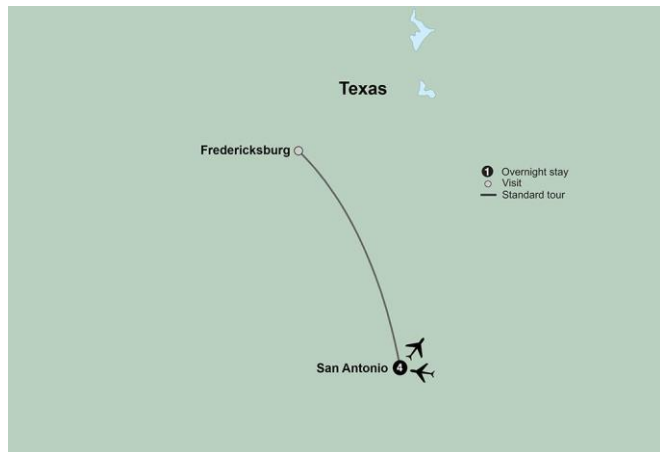 Texas
Fredericksburg
1 Overnight stay
Visit
Standard tour
San Antonio 4